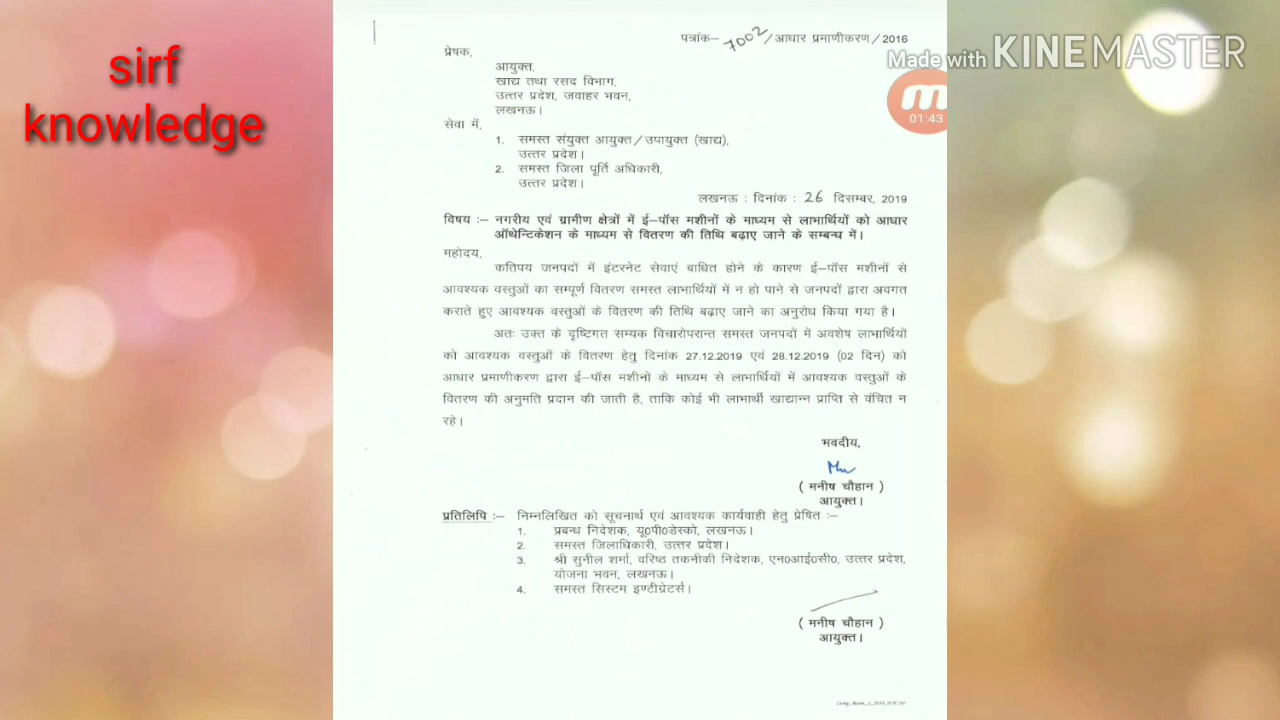 sirf
knowledge
Made with KINEMASTER
01:43
पत्रांक– 7002/आधार प्रमाणीकरण/2016
प्रेषक,
आयुक्त,
खाद्य तथा रसद विभाग,
उत्तर प्रदेश, जवाहर भवन,
लखनऊ।
सेवा में,
1. समस्त संयुक्त आयुक्त/उपायुक्त (खाद्य),
उत्तर प्रदेश।
2. समस्त जिला पूर्ति अधिकारी,
उत्तर प्रदेश।
लखनऊ : दिनांक : 26 दिसम्बर, 2019
विषय :– नगरीय एवं ग्रामीण क्षेत्रों में ई–पॉस मशीनों के माध्यम से लाभार्थियों को आधार
ऑथेन्टिकेशन के माध्यम से वितरण की तिथि बढ़ाए जाने के सम्बन्ध में।
महोदय,
कतिपय जनपदों में इंटरनेट सेवाएं बाधित होने के कारण ई–पॉस मशीनों से
आवश्यक वस्तुओं का सम्पूर्ण वितरण समस्त लाभार्थियों में न हो पाने से जनपदों द्वारा अवगत
कराते हुए आवश्यक वस्तुओं के वितरण की तिथि बढ़ाए जाने का अनुरोध किया गया है।
अतः उक्त के दृष्टिगत सम्यक विचारोपरान्त समस्त जनपदों में अवशेष लाभार्थियों
को आवश्यक वस्तुओं के वितरण हेतु दिनांक 27.12.2019 एवं 28.12.2019 (02 दिन) को
आधार प्रमाणीकरण द्वारा ई–पॉस मशीनों के माध्यम से लाभार्थियों में आवश्यक वस्तुओं के
वितरण की अनुमति प्रदान की जाती है, ताकि कोई भी लाभार्थी खाद्यान्न प्राप्ति से वंचित न
रहे।
भवदीय,
( मनीष चौहान )
आयुक्त।
प्रतिलिपि :– निम्नलिखित को सूचनार्थ एवं आवश्यक कार्यवाही हेतु प्रेषित :–
1. प्रबन्ध निदेशक, यू0पी0डेस्को, लखनऊ।
2. समस्त जिलाधिकारी, उत्तर प्रदेश।
3. श्री सुनील शर्मा, वरिष्ठ तकनीकी निदेशक, एन0आई0सी0, उत्तर प्रदेश,
योजना भवन, लखनऊ।
4. समस्त सिस्टम इण्टीग्रेटर्स।
( मनीष चौहान )
आयुक्त।